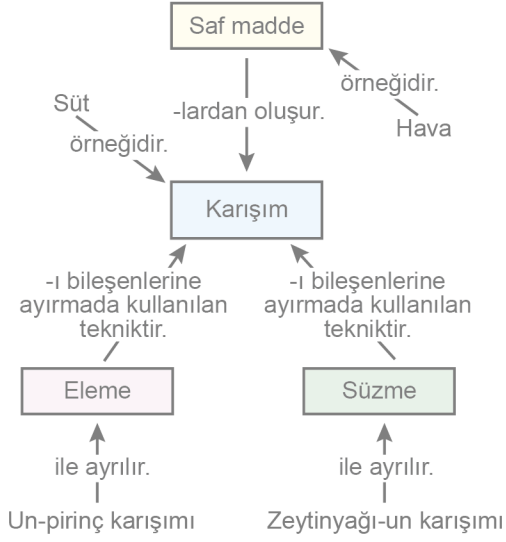 Saf madde
örneğidir.
Süt
-lardan oluşur.
Hava
örneğidir.
Karışım
-ı bileşenlerine
ayırmada kullanılan
tekniktir.
-ı bileşenlerine
ayırmada kullanılan
tekniktir.
Eleme
Süzme
ile ayrılır.
ile ayrılır.
Un-pirinç karışımı
Zeytinyağı-un karışımı